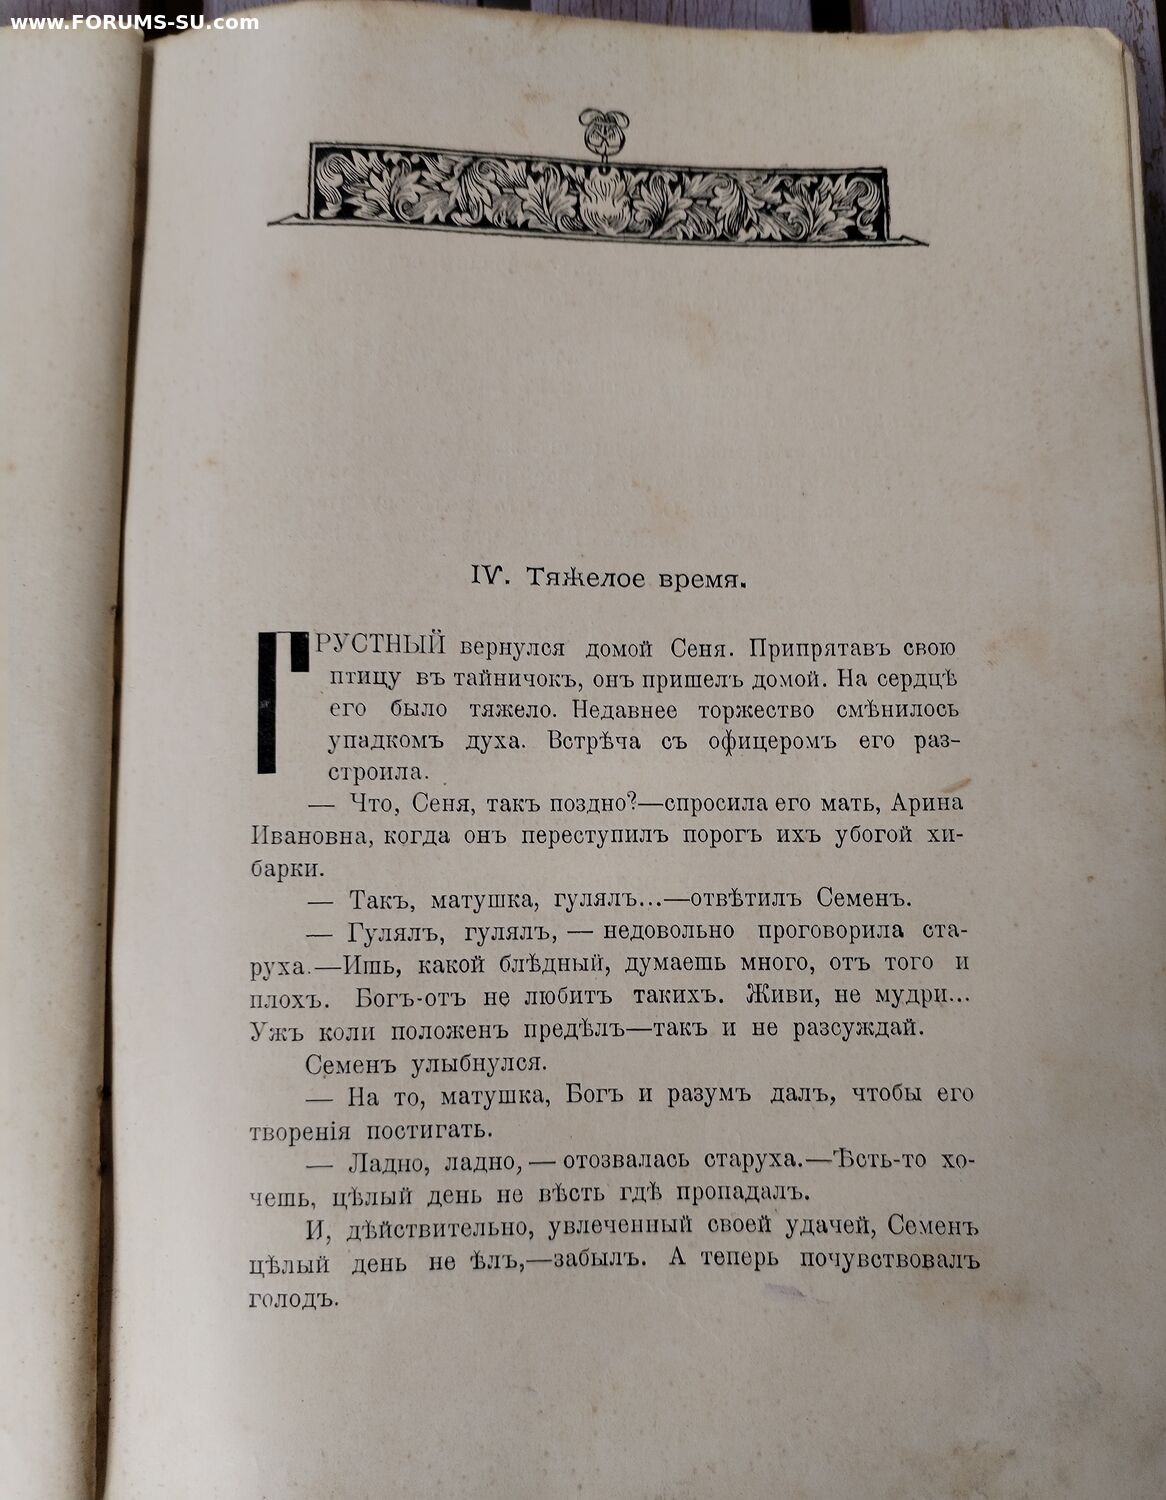 www.FORUMS-SU.com
IV. Тяжелое время.
ГРУСТНЫЙ вернулся домой Сеня. Припрятавъ свою
птицу въ тайничокъ, онъ пришелъ домой. На сердцѣ
его было тяжело. Недавнее торжество смѣнилось
упадкомъ духа. Встрѣча съ офицеромъ его раз-
строила.
— Что, Сеня, такъ поздно?—спросила его мать, Арина
Ивановна, когда онъ переступилъ порогъ ихъ убогой хи-
барки.
— Такъ, матушка, гулялъ...—отвѣтилъ Семенъ.
— Гулялъ, гулялъ, — недовольно проговорила ста-
руха.—Ишь, какой блѣдный, думаешь много, отъ того и
плохъ. Богъ-отъ не любитъ такихъ. Живи, не мудри...
Ужъ коли положенъ предѣлъ—такъ и не разсуждай.
Семенъ улыбнулся.
— На то, матушка, Богъ и разумъ далъ, чтобы его
творенія постигать.
— Ладно, ладно, — отозвалась старуха.—Ѣсть-то хо-
чешь, цѣлый день не вѣсть гдѣ пропадалъ.
И, дѣйствительно, увлеченный своей удачей, Семенъ
цѣлый день не ѣлъ,—забылъ. А теперь почувствовалъ
голодъ.